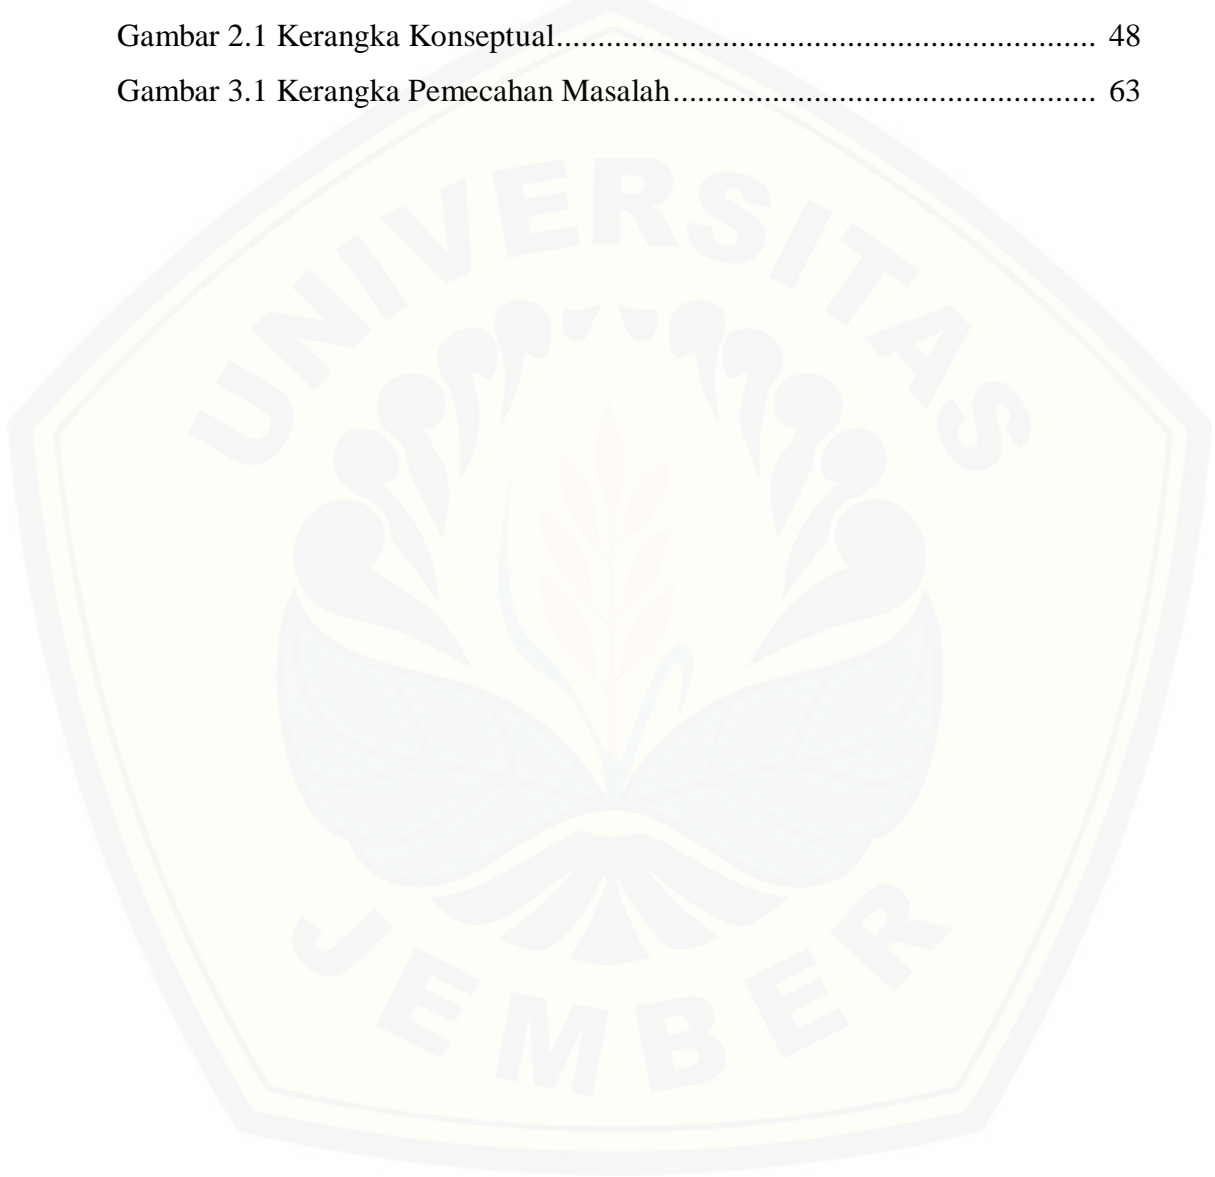 Gambar 2.1 Kerangka Konseptual...................................................... 48
Gambar 3.1 Kerangka Pemecahan Masalah.......................................... 63
UNIVERSITAS
JEMBER